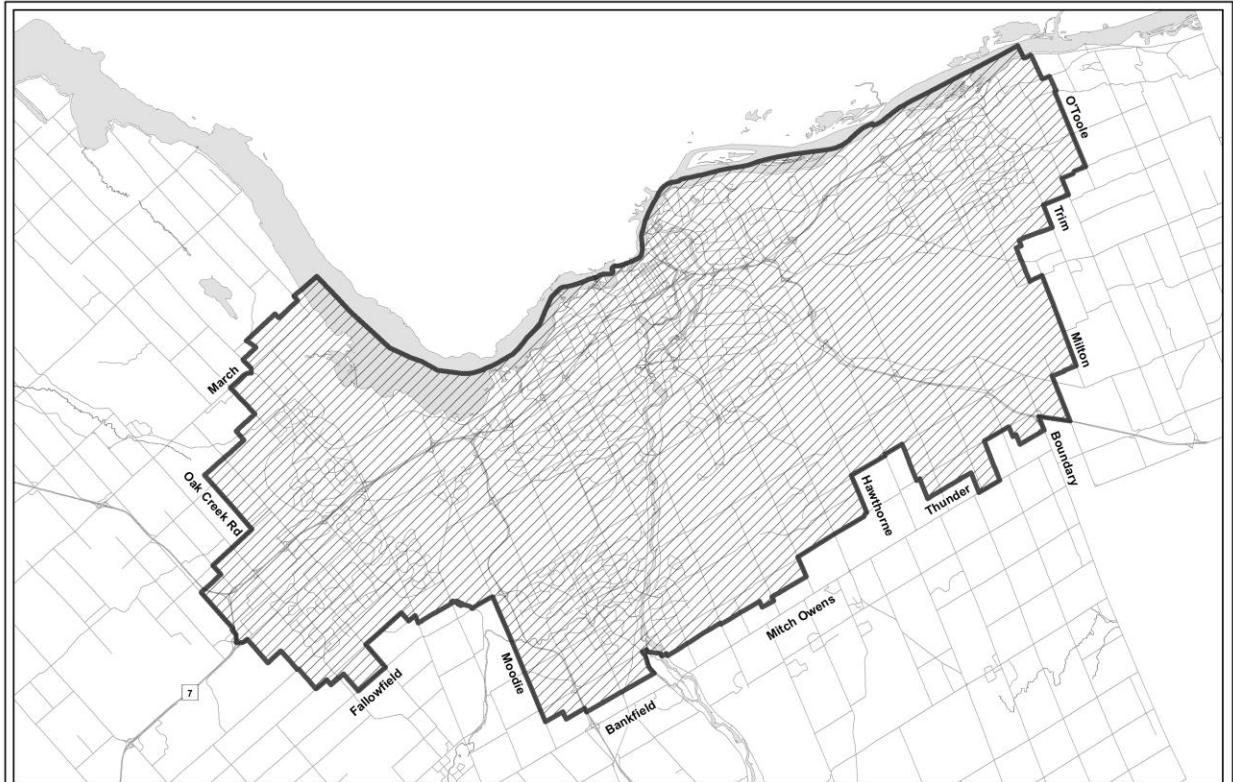 O'Toole
Trim
Milton
March
Boundary
Oak Creek Rd
Hawthorne
Thunder
Mitch Owens
Moodie
Fallowfield
7
Bankfield